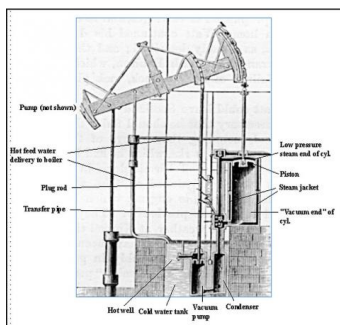 Pump (not shown)
Hot feed water
delivery to boiler
Plug rod
Transfer pipe
Low pressure
steam end of cyl.
Piston
Steam jacket
"Vacuum end" of
cyl.
Hot well
Cold water tank
Vacuum
pump
Condenser